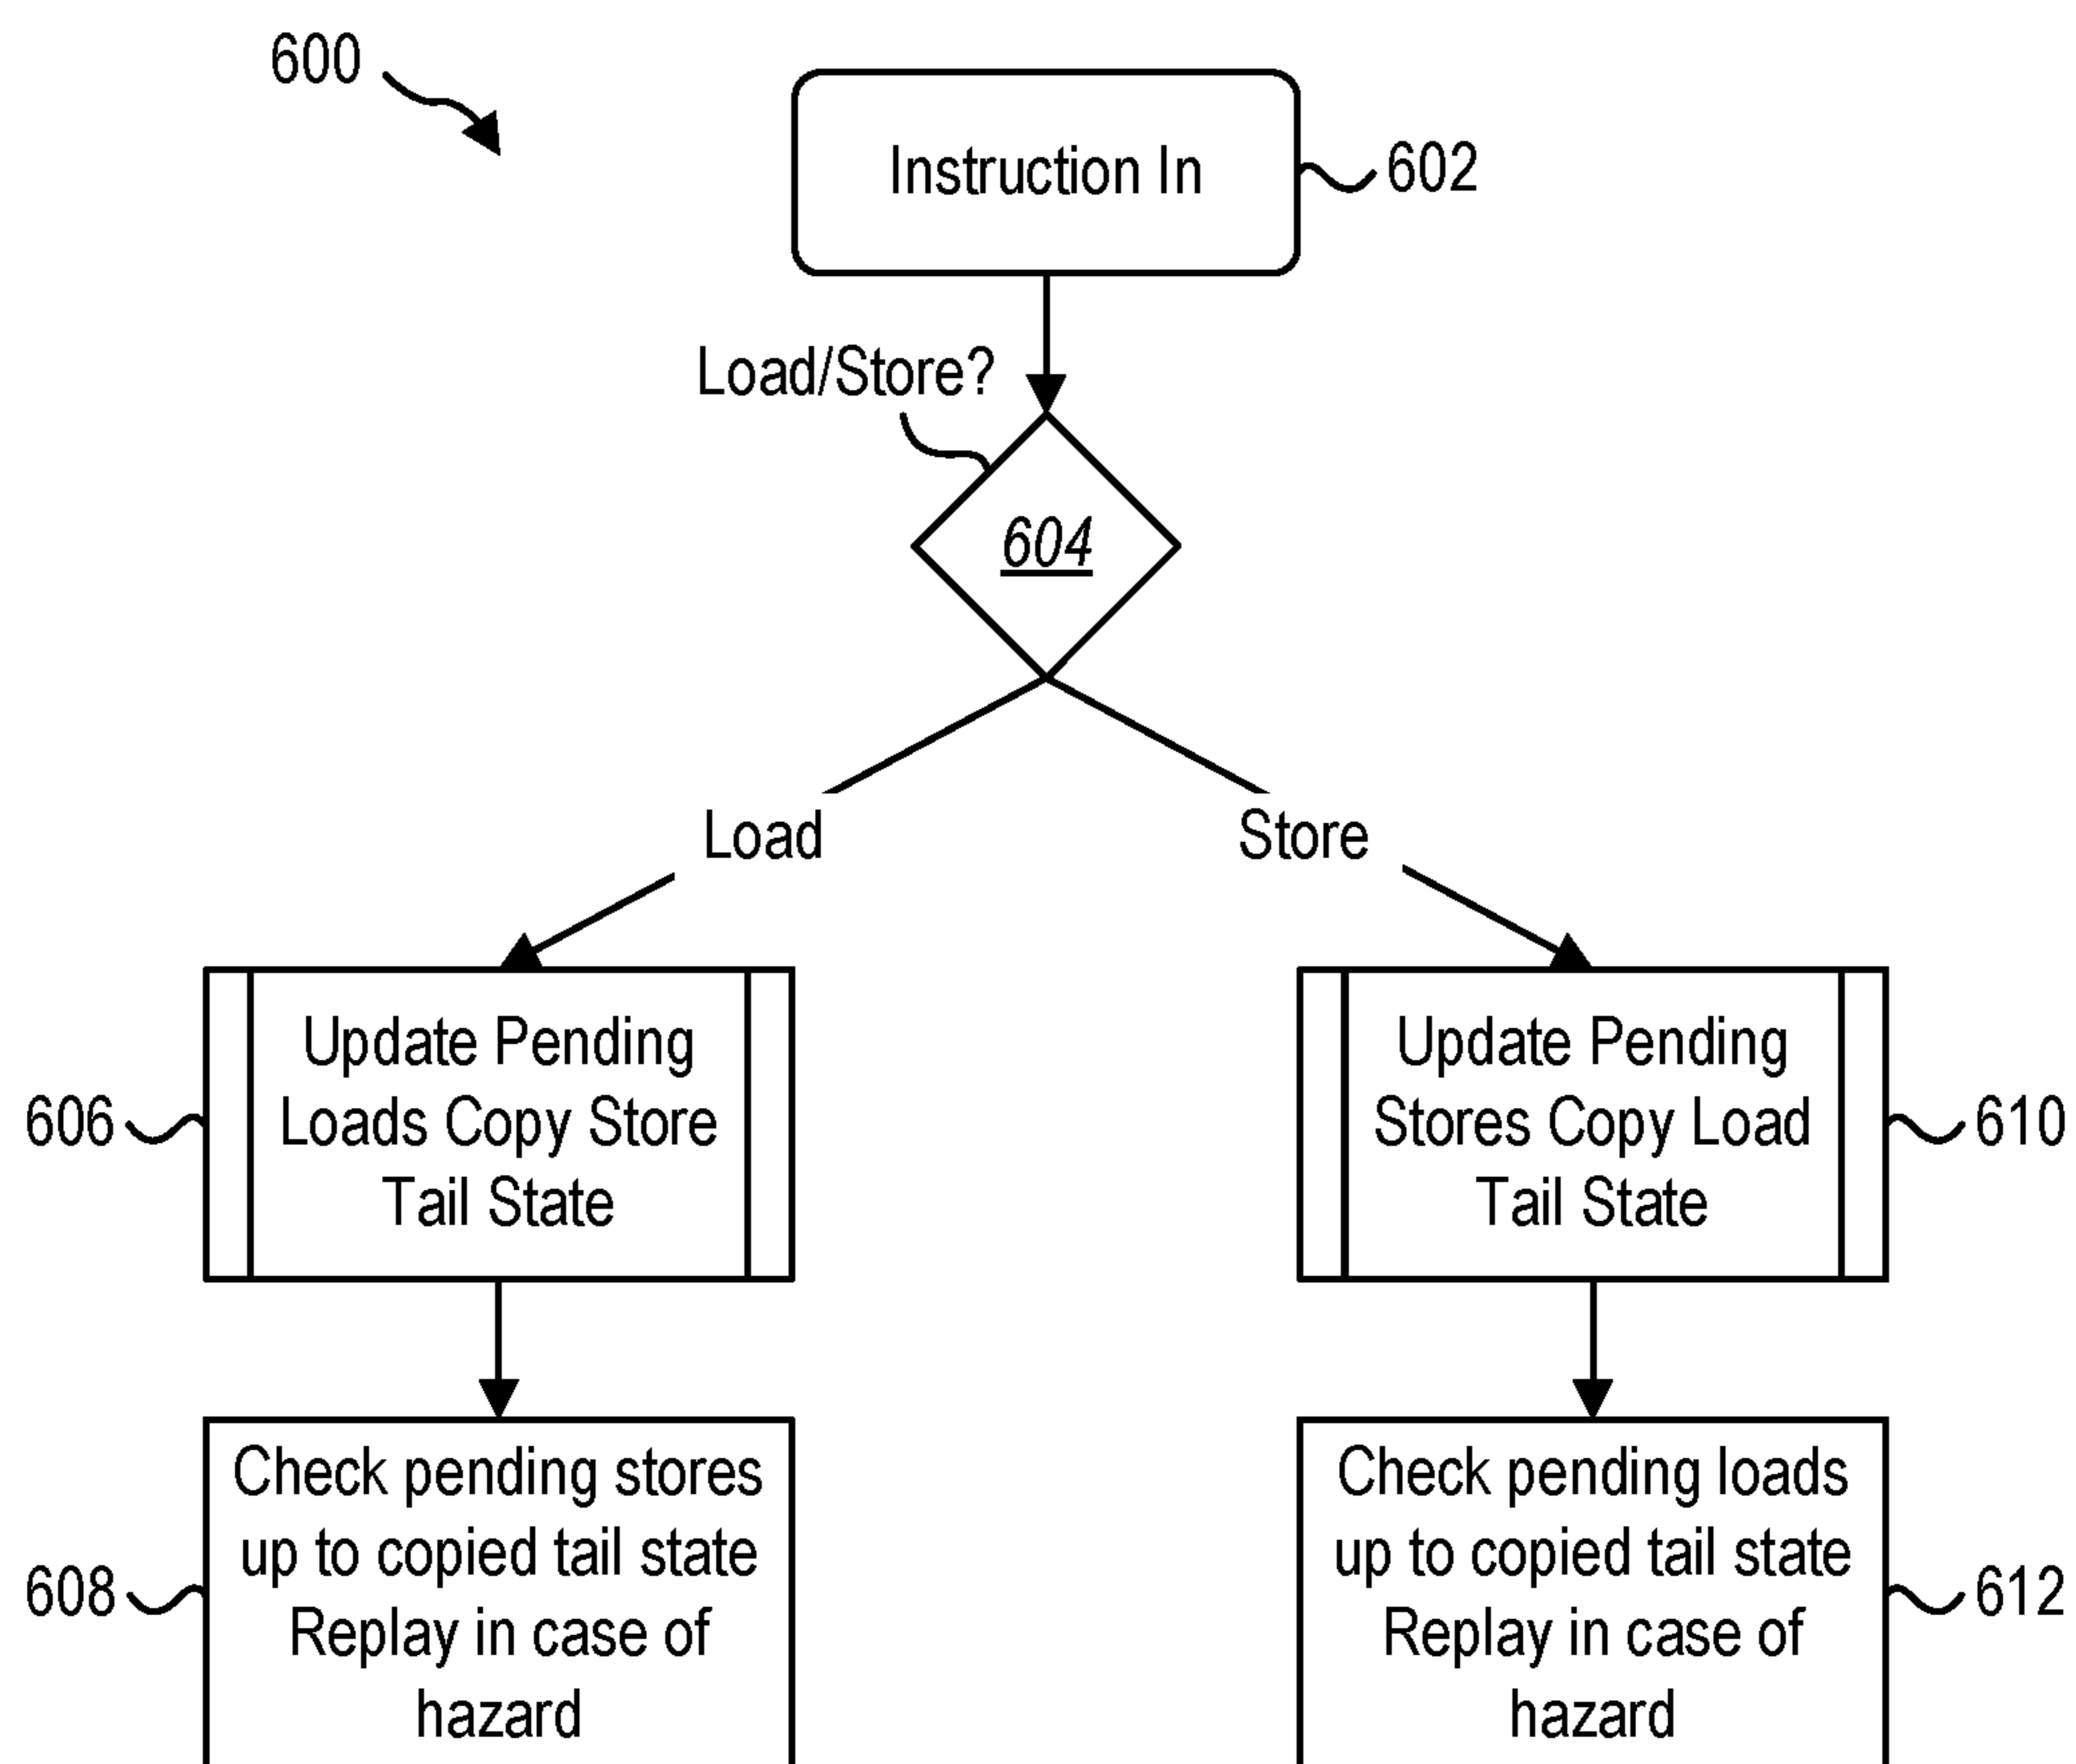 600
Instruction In
602
Load/Store?
604
Load
Store
606
Update Pending
Loads Copy Store
Tail State
Update Pending
Stores Copy Load
Tail State
610
608
Check pending stores
up to copied tail state
Replay in case of
hazard
Check pending loads
up to copied tail state
Replay in case of
hazard
612